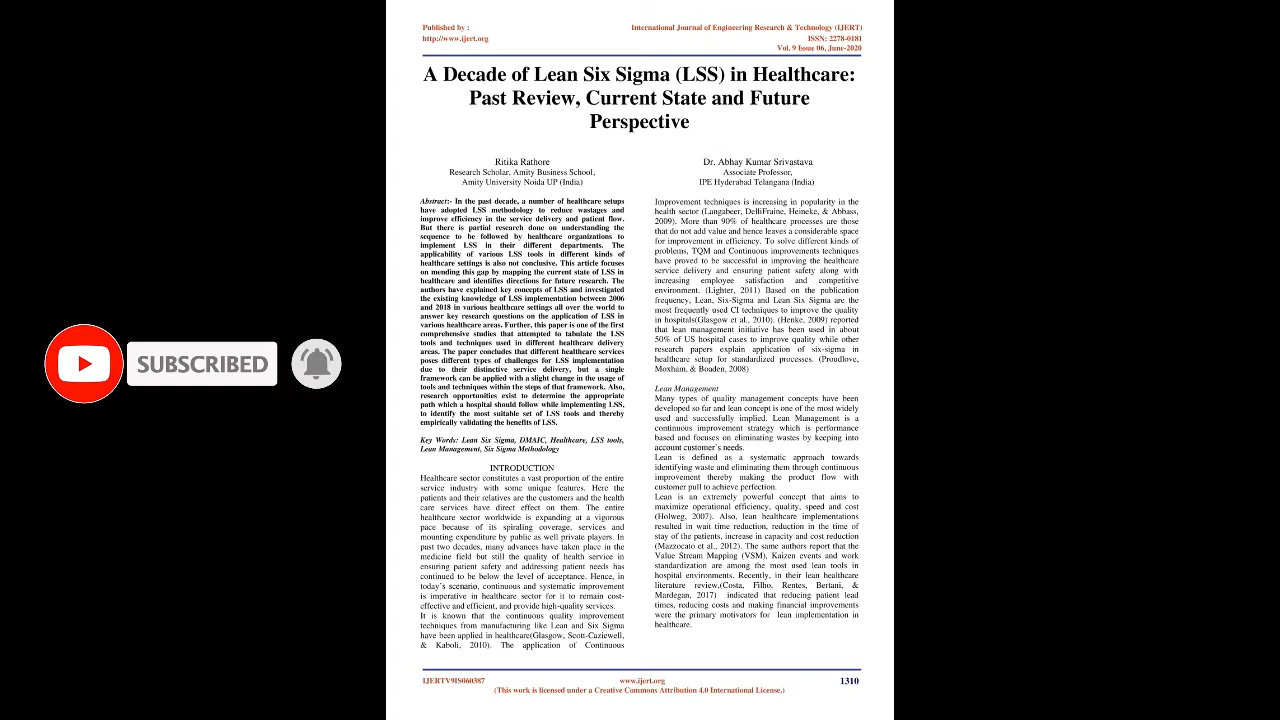 Published by :
http://www.ijert.org
International Journal of Engineering Research & Technology (IJERT)
ISSN: 2278-0181
Vol. 9 Issue 06, June-2020
A Decade of Lean Six Sigma (LSS) in Healthcare:
Past Review, Current State and Future
Perspective
Ritika Rathore
Research Scholar, Amity Business School,
Amity University Noida UP (India)
Dr. Abhay Kumar Srivastava
Associate Professor,
IPE Hyderabad Telangana (India)
Abstract:- In the past decade, a number of healthcare setups
have adopted LSS methodology to reduce wastages and
improve efficiency in the service delivery and patient flow.
But there is partial research done on understanding the
sequence to be followed by healthcare organizations to
implement LSS in their different departments. The
applicability of various LSS tools in different kinds of
healthcare settings is also not conclusive. This article focuses
on mending this gap by mapping the current state of LSS in
healthcare and identifies directions for future research. The
authors have explained key concepts of LSS and investigated
the existing knowledge of LSS implementation between 2006
and 2018 in various healthcare settings all over the world to
answer key research questions on the application of LSS in
various healthcare areas. Further, this paper is one of the first
comprehensive studies that attempted to tabulate the LSS
tools and techniques used in different healthcare delivery
areas. The paper concludes that different healthcare services
poses different types of challenges for LSS implementation
due to their distinctive service delivery, but a single
framework can be applied with a slight change in the usage of
tools and techniques within the steps of that framework. Also,
research opportunities exist to determine the appropriate
path which a hospital should follow while implementing LSS,
to identify the most suitable set of LSS tools and thereby
empirically validating the benefits of LSS.
Key Words: Lean Six Sigma, DMAIC, Healthcare, LSS tools,
Lean Management, Six Sigma Methodology
INTRODUCTION
Healthcare sector constitutes a vast proportion of the entire
service industry with some unique features. Here the
patients and their relatives are the customers and the health
care services have direct effect on them. The entire
healthcare sector worldwide is expanding at a vigorous
pace because of its spiraling coverage, services and
mounting expenditure by public as well private players. In
past two decades, many advances have taken place in the
medicine field but still the quality of health service in
ensuring patient safety and addressing patient needs has
continued to be below the level of acceptance. Hence, in
today's scenario, continuous and systematic improvement
is imperative in healthcare sector for it to remain cost-
effective and efficient, and provide high-quality services.
It is known that the continuous quality improvement
techniques from manufacturing like Lean and Six Sigma
have been applied in healthcare(Glasgow, Scott-Caziewell,
& Kaboli, 2010). The application of Continuous
Improvement techniques is increasing in popularity in the
health sector (Langabeer, DelliFraine, Heineke, & Abbass,
2009). More than 90% of healthcare processes are those
that do not add value and hence leaves a considerable space
for improvement in efficiency. To solve different kinds of
problems, TQM and Continuous improvements techniques
have proved to be successful in improving the healthcare
service delivery and ensuring patient safety along with
increasing employee satisfaction and competitive
environment. (Lighter, 2011) Based on the publication
frequency, Lean, Six-Sigma and Lean Six Sigma are the
most frequently used CI techniques to improve the quality
in hospitals(Glasgow et al., 2010). (Henke, 2009) reported
that lean management initiative has been used in about
50% of US hospital cases to improve quality while other
research papers explain application of six-sigma in
healthcare setup for standardized processes. (Proudlove,
Moxham, & Boaden, 2008)
Lean Management
Many types of quality management concepts have been
developed so far and lean concept is one of the most widely
used and successfully implied. Lean Management is a
continuous improvement strategy which is performance
based and focuses on eliminating wastes by keeping into
account customer's needs.
Lean is defined as a systematic approach towards
identifying waste and eliminating them through continuous
improvement thereby making the product flow with
customer pull to achieve perfection.
Lean is an extremely powerful concept that aims to
maximize operational efficiency, quality, speed and cost
(Holweg, 2007). Also, lean healthcare implementations
resulted in wait time reduction, reduction in the time of
stay of the patients, increase in capacity and cost reduction
(Mazzocato et al., 2012). The same authors report that the
Value Stream Mapping (VSM), Kaizen events and work
standardization are among the most used lean tools in
hospital environments. Recently, in their lean healthcare
literature review,(Costa, Filho, Rentes, Bertani, &
Mardegan, 2017) indicated that reducing patient lead
times, reducing costs and making financial improvements
were the primary motivators for lean implementation in
healthcare.
SUBSCRIBED
IJERTV9IS060387
www.ijert.org
1310
(This work is licensed under a Creative Commons Attribution 4.0 International License.)